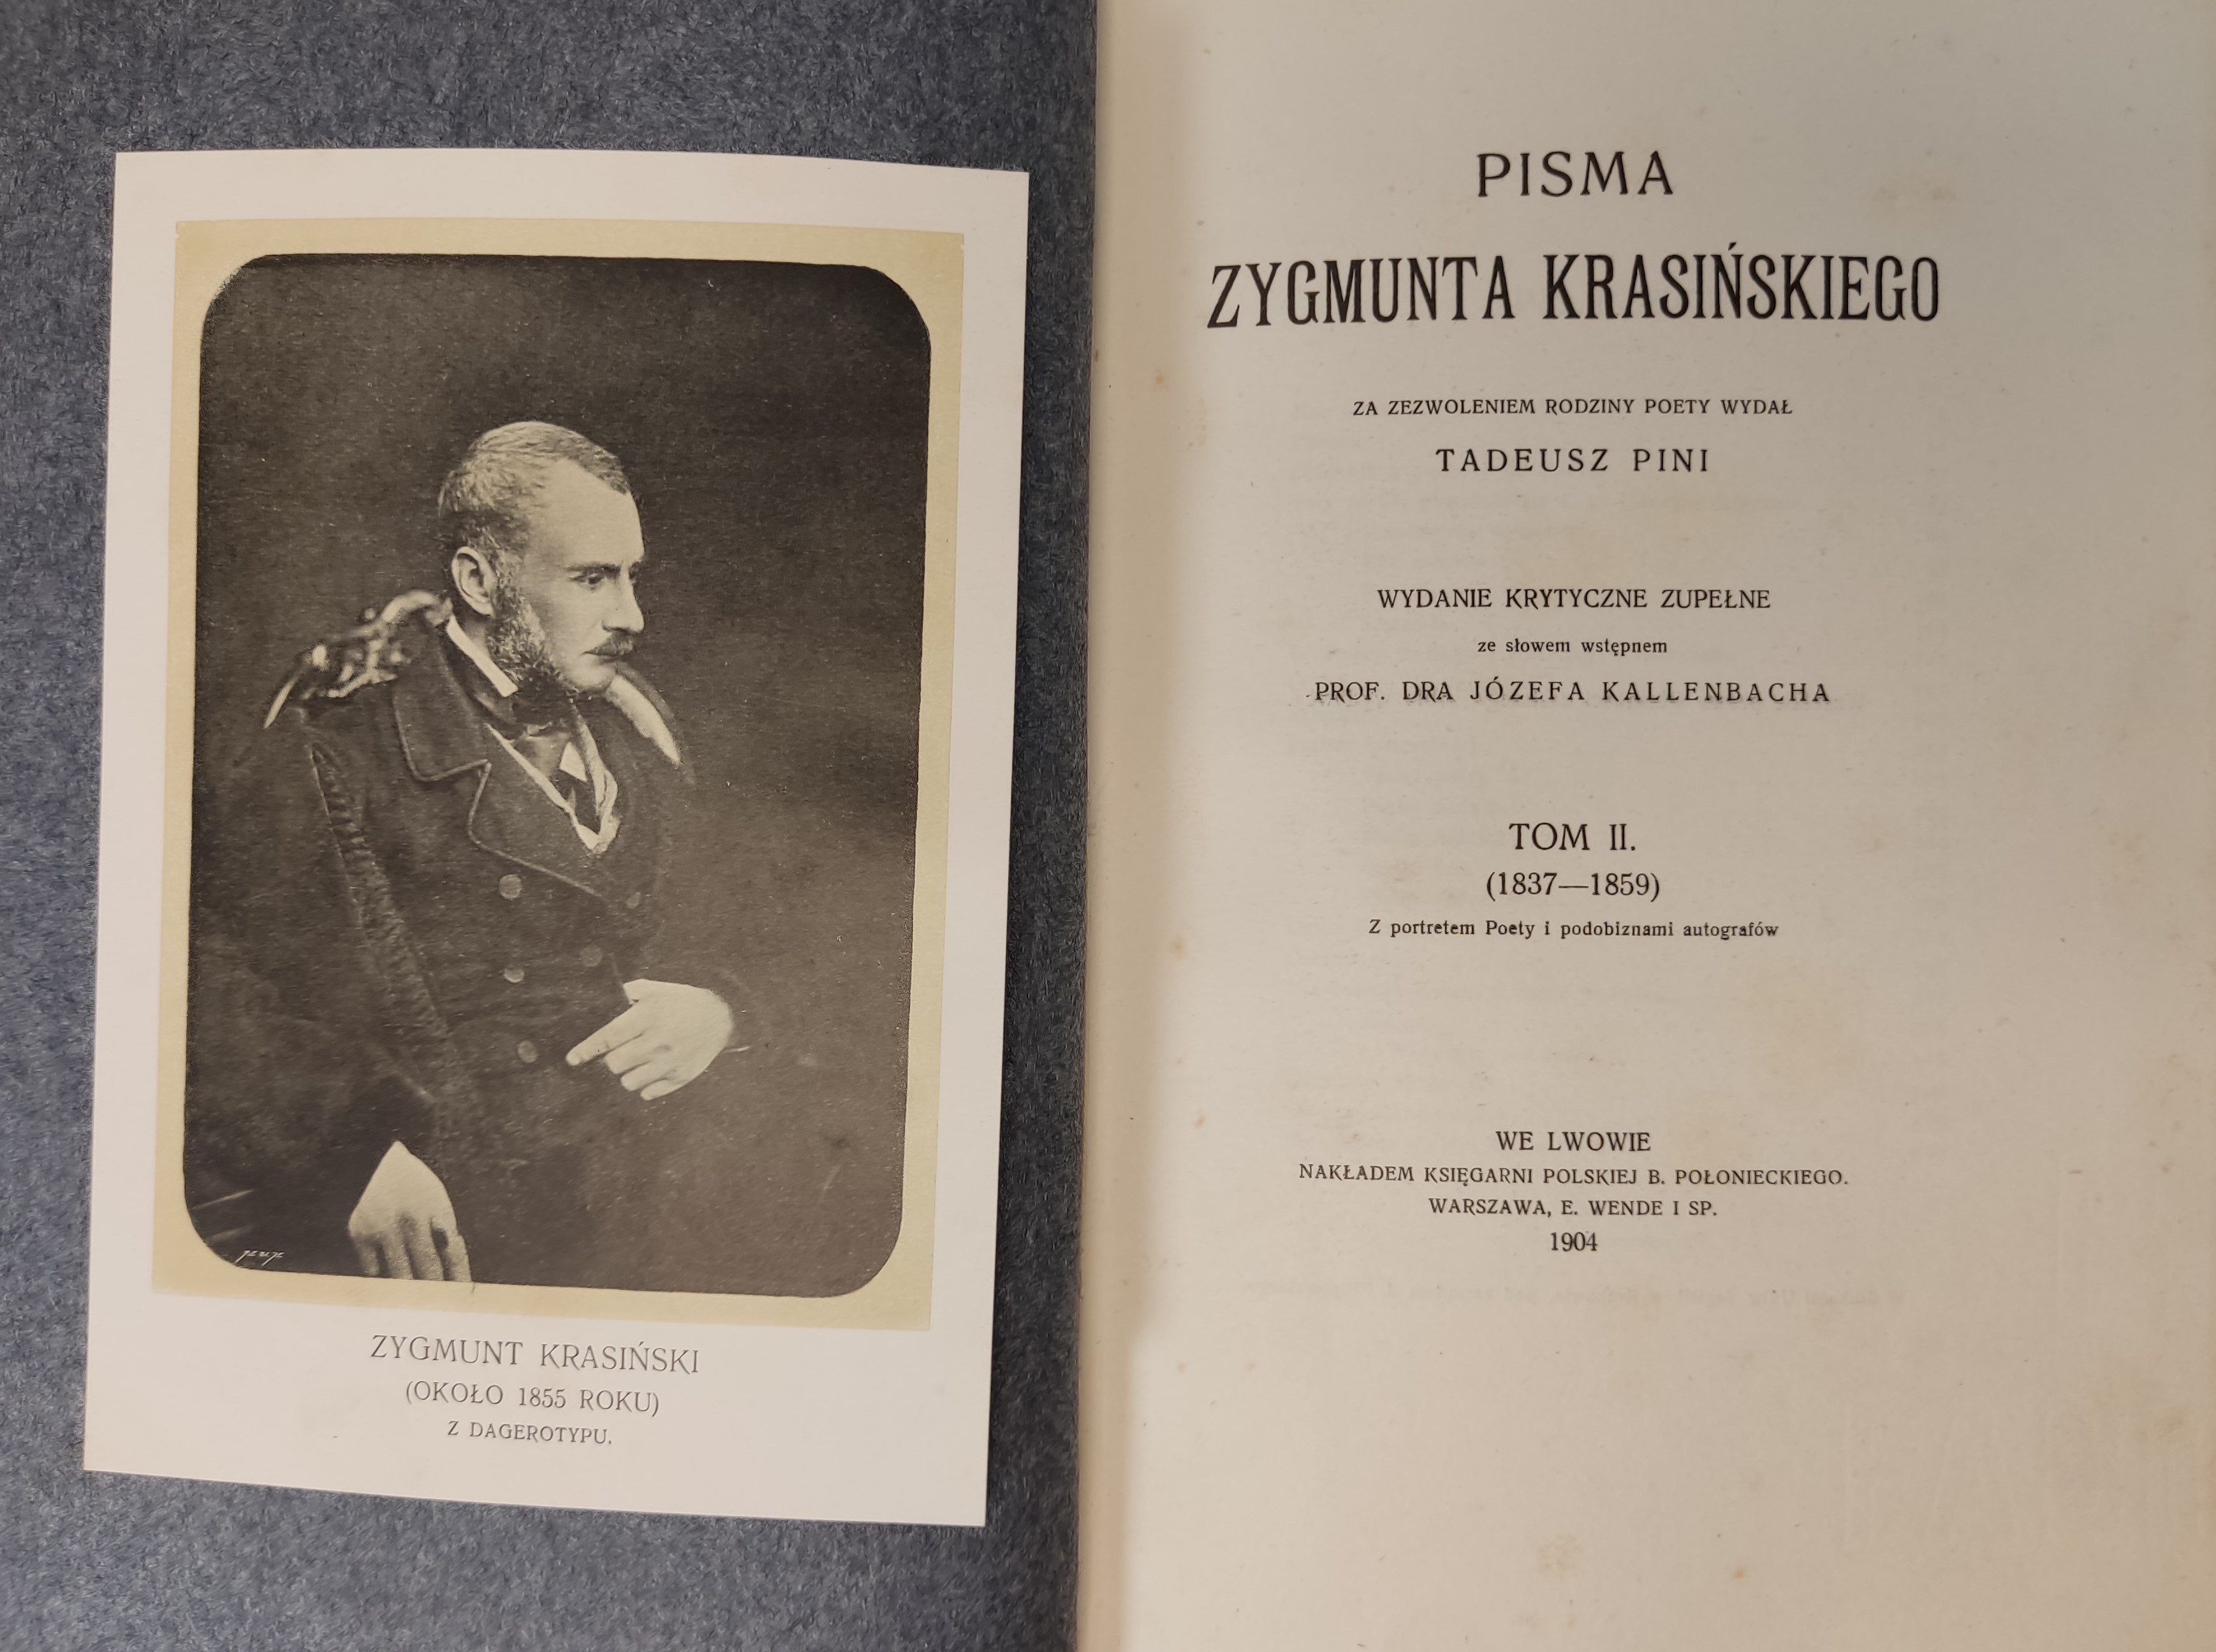 ZYGMUNT KRASIŃSKI
(OKOŁO 1855 ROKU)
Z DAGEROTYPU.
PISMA
ZYGMUNTA KRASIŃSKIEGO
ZA ZEZWOLENIEM RODZINY POETY WYDAŁ
TADEUSZ PINI
WYDANIE KRYTYCZNE ZUPEŁNE
ze słowem wstępnem
PROF. DRA JÓZEFA KALLENBACHA
TOM II.
(1837—1859)
Z portretem Poety i podobiznami autografów
WE LWOWIE
NAKŁADEM KSIĘGARNI POLSKIEJ B. POŁONIECKIEGO.
WARSZAWA, E. WENDE I SP.
1904